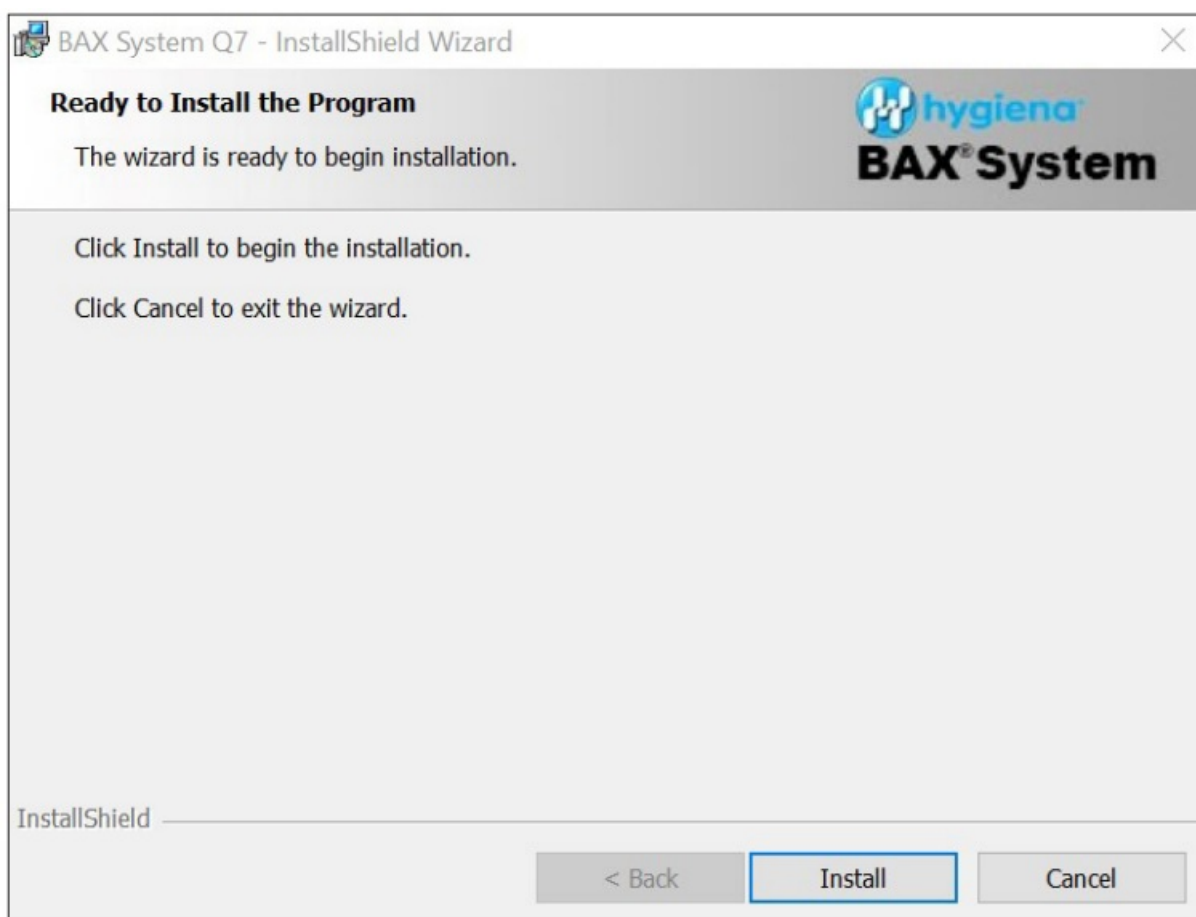 BAX System Q7 - InstallShield Wizard
Ready to Install the Program
The wizard is ready to begin installation.
hygiena
BAX® System
Click Install to begin the installation.
Click Cancel to exit the wizard.
InstallShield
< Back
Install
Cancel